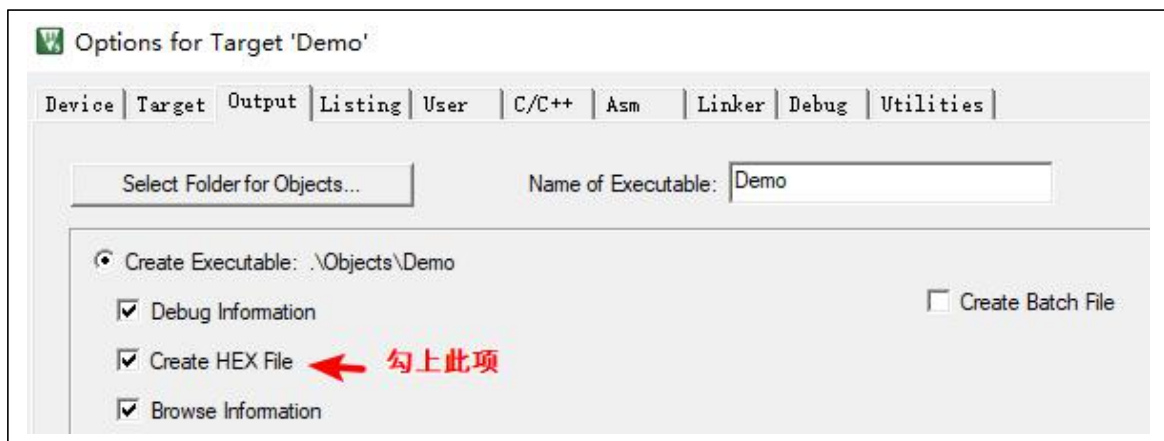 Options for Target 'Demo'
Device Target Output Listing User C/C++ Asm Linker Debug Utilities
Select Folder for Objects... Name of Executable: Demo
Create Executable: .\Objects\Demo
Debug Information Create Batch File
Create HEX File 勾上此项
Browse Information